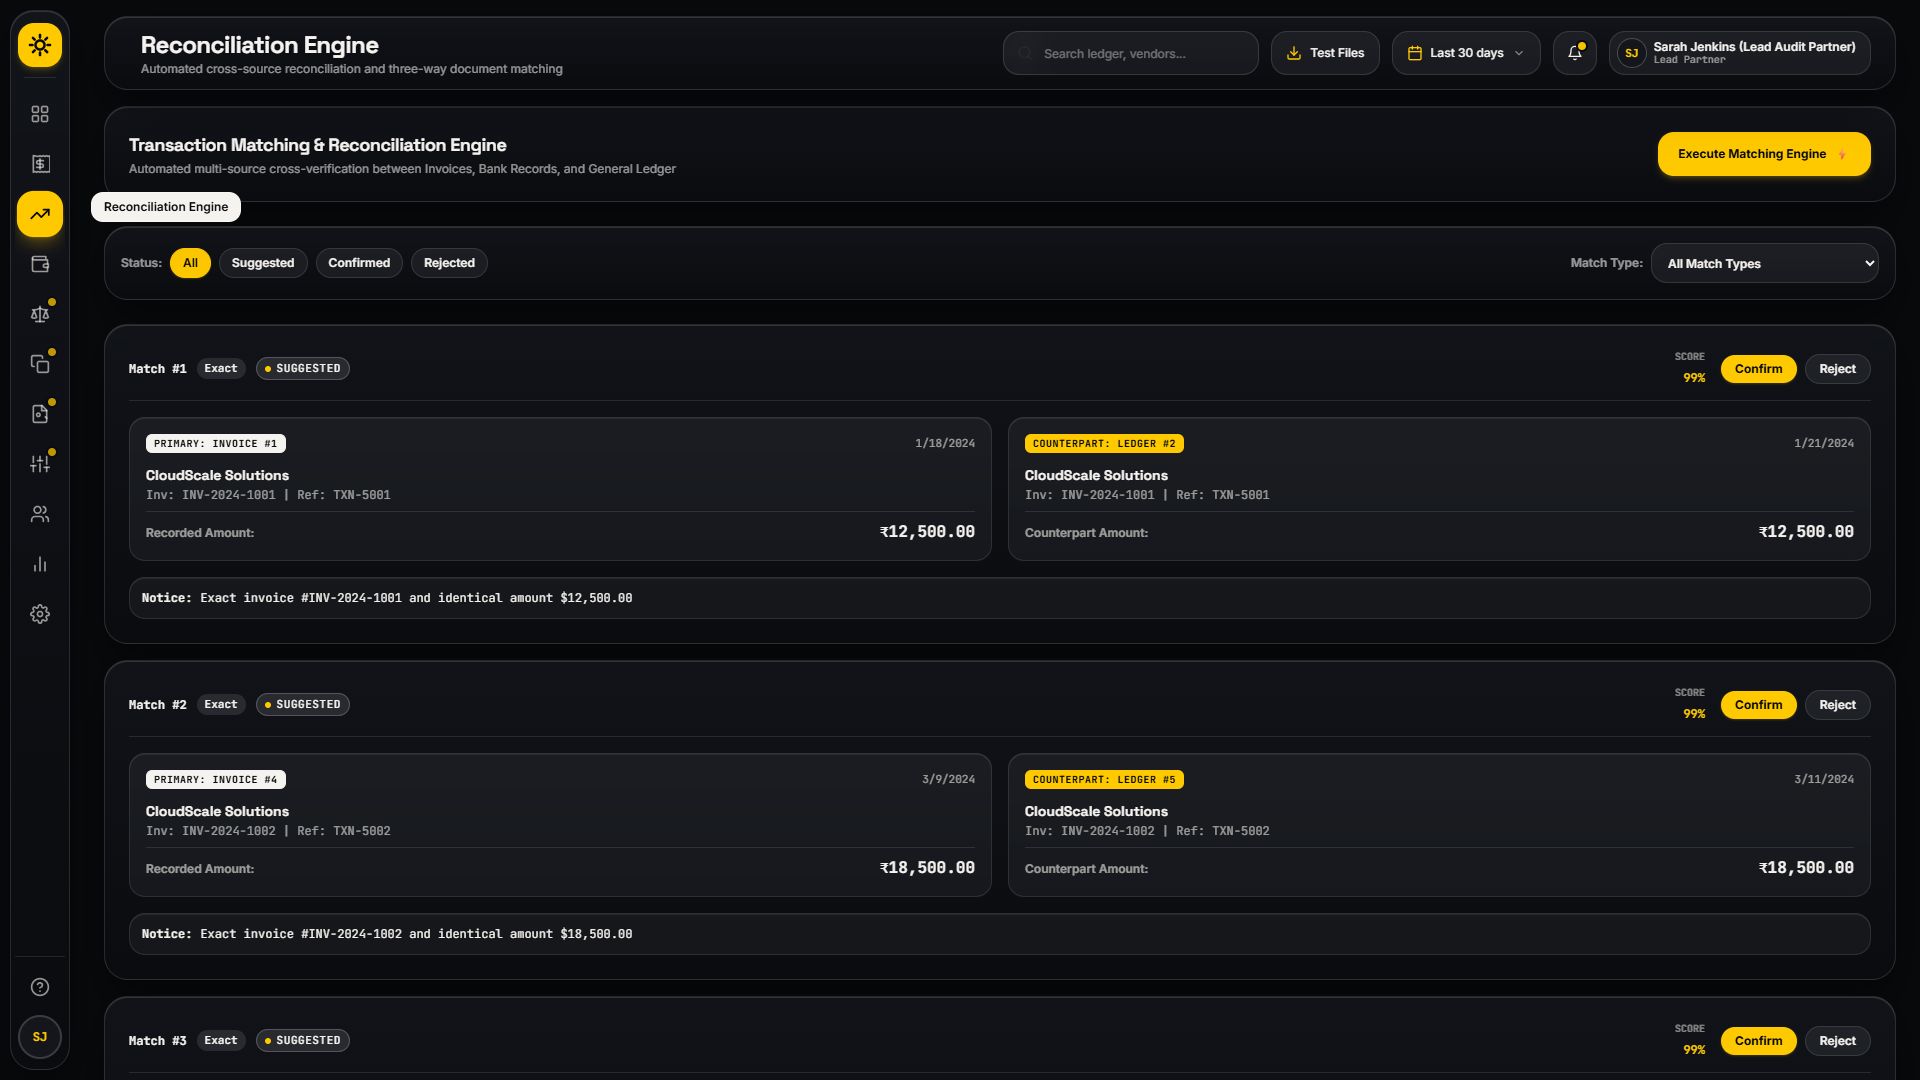 Reconciliation Engine
Automated cross-source reconciliation and three-way document matching
Search ledger, vendors...
Test Files
Last 30 days
SJ
Sarah Jenkins (Lead Audit Partner)
Lead Partner
Transaction Matching & Reconciliation Engine
Automated multi-source cross-verification between Invoices, Bank Records, and General Ledger
Execute Matching Engine
Reconciliation Engine
Status:
All
Suggested
Confirmed
Rejected
Match Type:
All Match Types
Match #1
Exact
SUGGESTED
SCORE
99%
Confirm
Reject
PRIMARY: INVOICE #1
1/18/2024
CloudScale Solutions
Inv: INV-2024-1001 | Ref: TXN-5001
Recorded Amount:
₹12,500.00
COUNTERPART: LEDGER #2
1/21/2024
CloudScale Solutions
Inv: INV-2024-1001 | Ref: TXN-5001
Counterpart Amount:
₹12,500.00
Notice: Exact invoice #INV-2024-1001 and identical amount $12,500.00
Match #2
Exact
SUGGESTED
SCORE
99%
Confirm
Reject
PRIMARY: INVOICE #4
3/9/2024
CloudScale Solutions
Inv: INV-2024-1002 | Ref: TXN-5002
Recorded Amount:
₹18,500.00
COUNTERPART: LEDGER #5
3/11/2024
CloudScale Solutions
Inv: INV-2024-1002 | Ref: TXN-5002
Counterpart Amount:
₹18,500.00
Notice: Exact invoice #INV-2024-1002 and identical amount $18,500.00
Match #3
Exact
SUGGESTED
SCORE
99%
Confirm
Reject
SJ